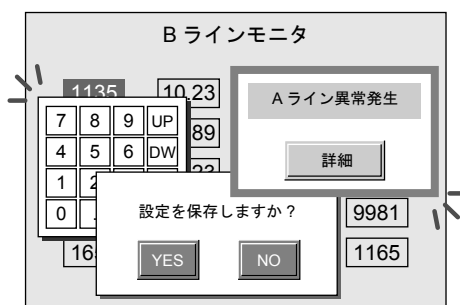 Bラインモニタ
1135
10.23
Aライン異常発生
7 8 9 UP
89
4 5 6 DW
詳細
1
0
設定を保存しますか？
9981
16
YES
NO
1165